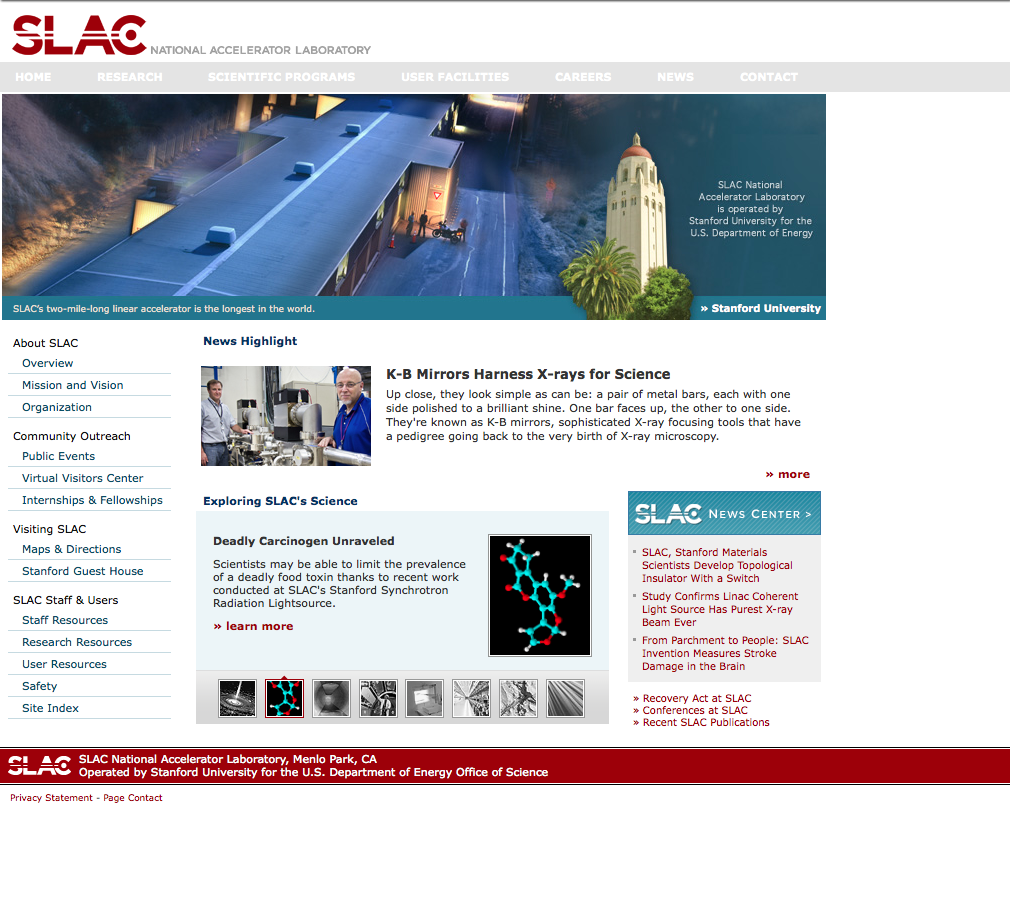 SLAC NATIONAL ACCELERATOR LABORATORY
HOME RESEARCH SCIENTIFIC PROGRAMS USER FACILITIES CAREERS NEWS CONTACT
SLAC National
Accelerator Laboratory
is operated by
Stanford University for the
U.S. Department of Energy
SLAC's two-mile-long linear accelerator is the longest in the world.
» Stanford University
About SLAC
Overview
Mission and Vision
Organization
Community Outreach
Public Events
Virtual Visitors Center
Internships & Fellowships
Visiting SLAC
Maps & Directions
Stanford Guest House
SLAC Staff & Users
Staff Resources
Research Resources
User Resources
Safety
Site Index
News Highlight
K-B Mirrors Harness X-rays for Science
Up close, they look simple as can be: a pair of metal bars, each with one
side polished to a brilliant shine. One bar faces up, the other to one side.
They're known as K-B mirrors, sophisticated X-ray focusing tools that have
a pedigree going back to the very birth of X-ray microscopy.
» more
Exploring SLAC's Science
Deadly Carcinogen Unraveled
Scientists may be able to limit the prevalence
of a deadly food toxin thanks to recent work
conducted at SLAC's Stanford Synchrotron
Radiation Lightsource.
» learn more
SLAC NEWS CENTER >
SLAC, Stanford Materials
Scientists Develop Topological
Insulator With a Switch
Study Confirms Linac Coherent
Light Source Has Purest X-ray
Beam Ever
From Parchment to People: SLAC
Invention Measures Stroke
Damage in the Brain
» Recovery Act at SLAC
» Conferences at SLAC
» Recent SLAC Publications
SLAC SLAC National Accelerator Laboratory, Menlo Park, CA
Operated by Stanford University for the U.S. Department of Energy Office of Science
Privacy Statement - Page Contact